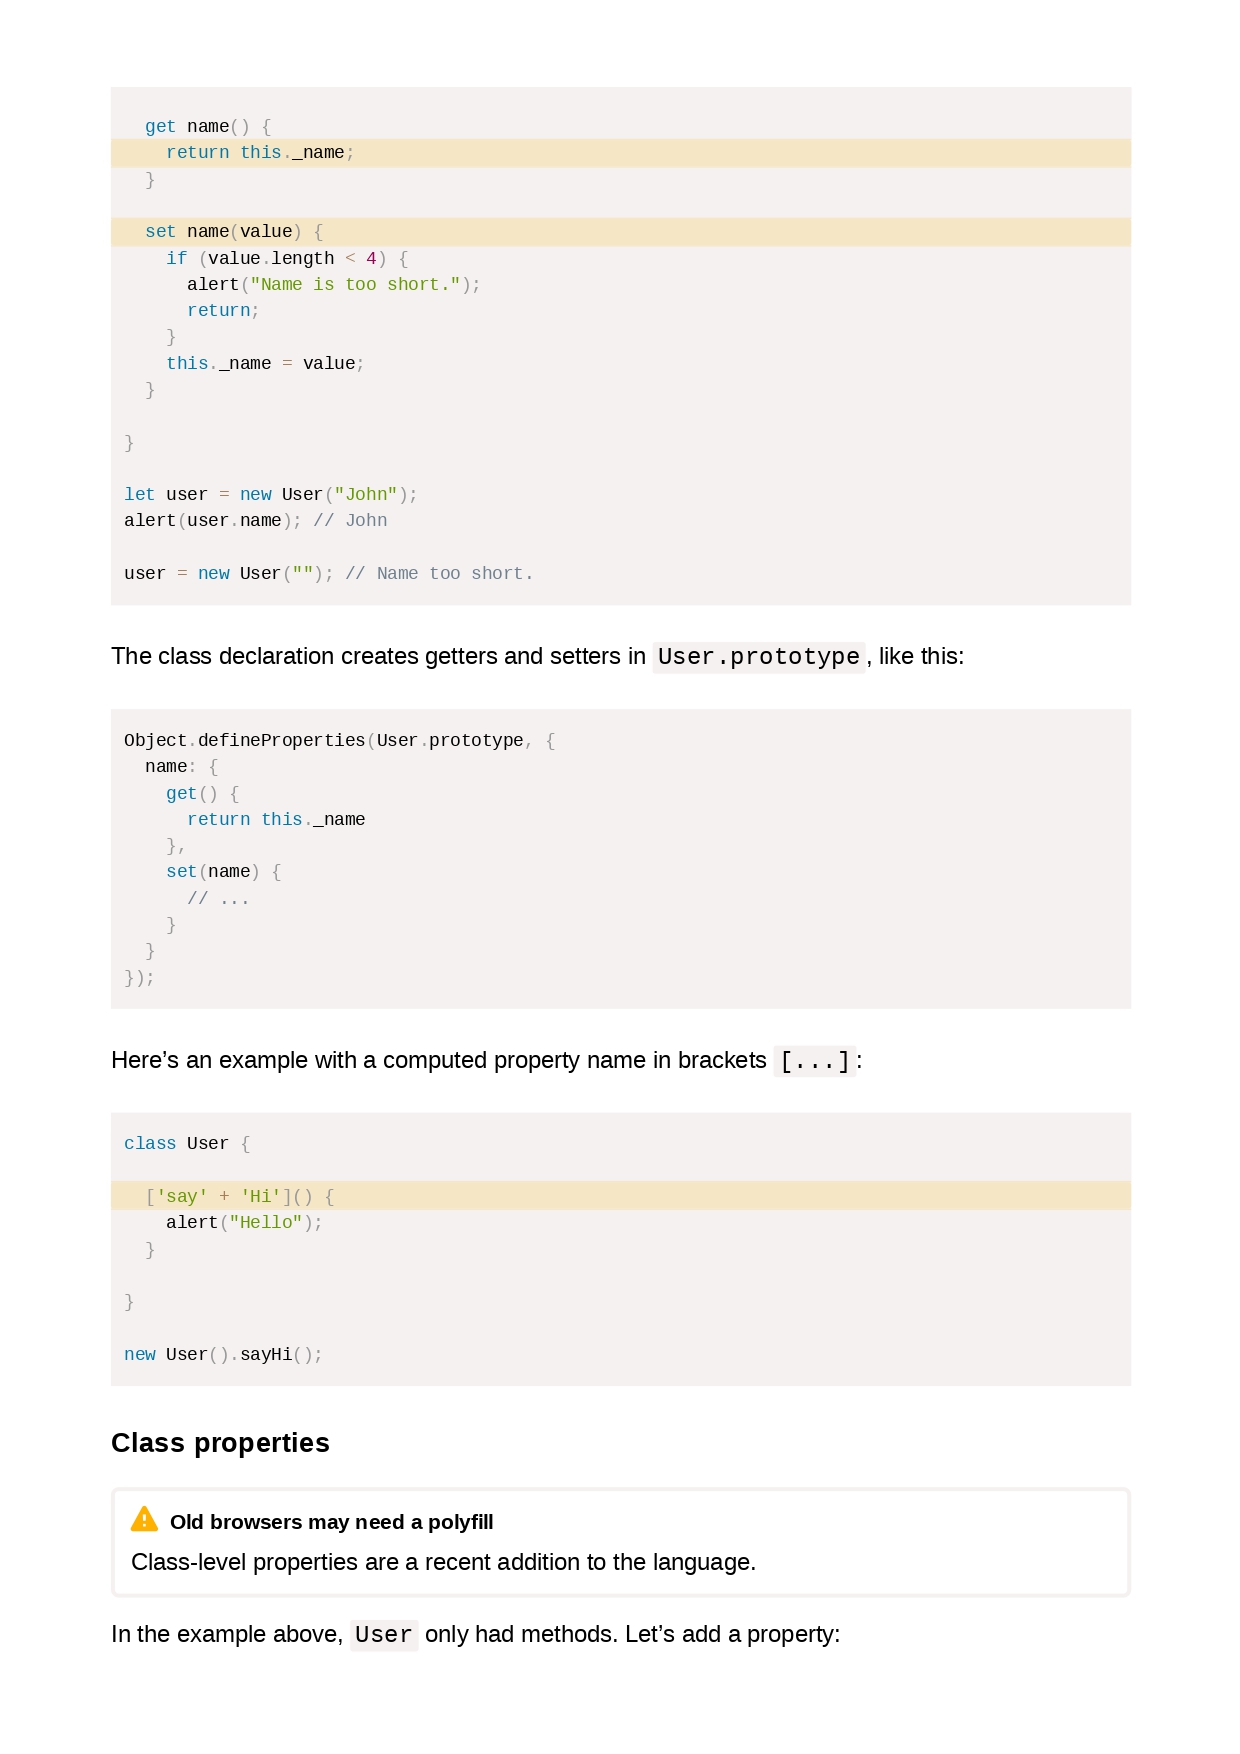 get name() {
return this._name;
}
set name(value) {
if (value.length < 4) {
alert("Name is too short.");
return;
}
this._name = value;
}
}
let user = new User("John");
alert(user.name); // John
user = new User(""); // Name too short.
The class declaration creates getters and setters in User.prototype, like this:
Object.defineProperties(User.prototype, {
name: {
get() {
return this._name
},
set(name) {
// ...
}
}
});
Here’s an example with a computed property name in brackets [...]:
class User {
['say' + 'Hi']() {
alert("Hello");
}
}
new User().sayHi();
Class properties
Old browsers may need a polyfill
Class-level properties are a recent addition to the language.
In the example above, User only had methods. Let’s add a property: